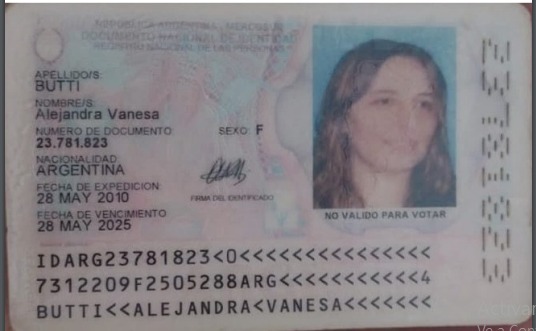 REPUBLICA ARGENTINA - MERCOSUR
DOCUMENTO NACIONAL DE IDENTIDAD
REGISTRO NACIONAL DE LAS PERSONAS
APELLIDO/S:
BUTTI
NOMBRE/S:
Alejandra Vanesa
NUMERO DE DOCUMENTO
SEXO: F
23.781.823
NACIONALIDAD
ARGENTINA
FECHA DE EXPEDICION:
28 MAY 2010
FIRMA DEL IDENTIFICADO
FECHA DE VENCIMIENTO
28 MAY 2025
NO VALIDO PARA VOTAR
IDARG23781823<0<<<<<<<<<<<<<<<
7312209F2505288ARG<<<<<<<<<<<4
BUTTI<<ALEJANDRA<VANESA<<<<<<<